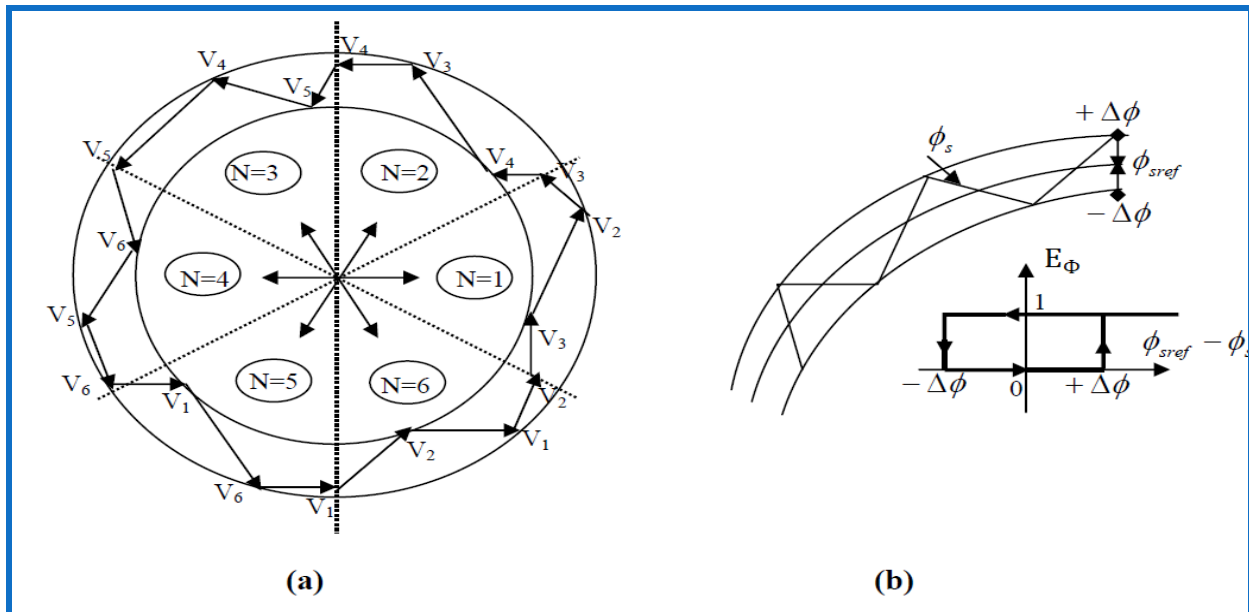 V4
V4
V3
V5
V5
V4
V3
N=3
N=2
V2
V6
N=4
N=1
V5
V3
V6
V1
N=5
N=6
V2
V2
V1
V6
V1
(a)
ϕs
+ Δϕ
ϕsref
− Δϕ
EΦ
1
ϕsref − ϕs
− Δϕ
0
+ Δϕ
(b)